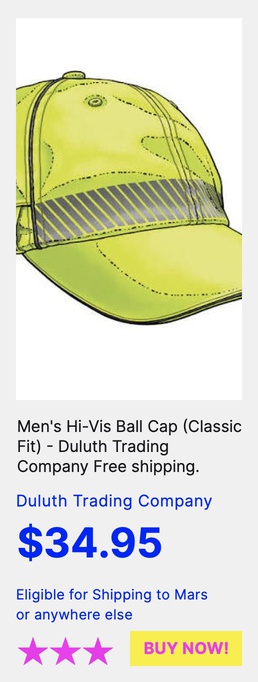 Men's Hi-Vis Ball Cap (Classic
Fit) - Duluth Trading
Company Free shipping.
Duluth Trading Company
$34.95
Eligible for Shipping to Mars
or anywhere else
BUY NOW!